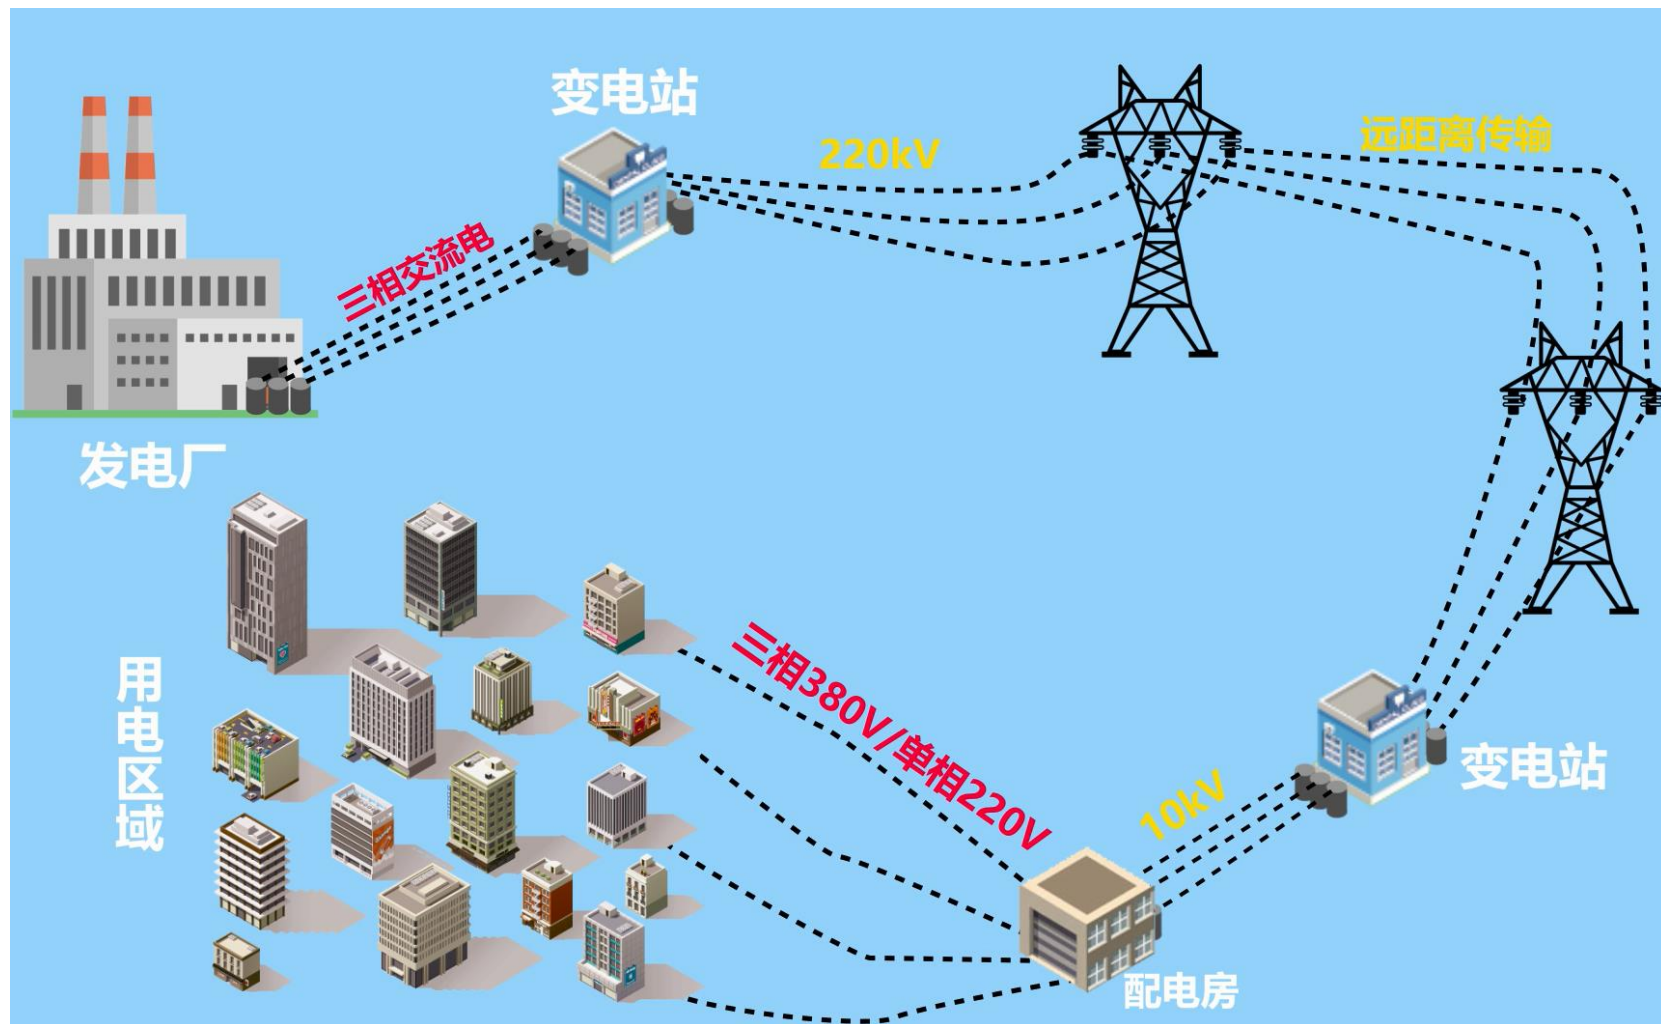 变电站
220kV
远距离传输
三相交流电
发电厂
用电区域
三相380V/单相220V
10kV
变电站
配电房